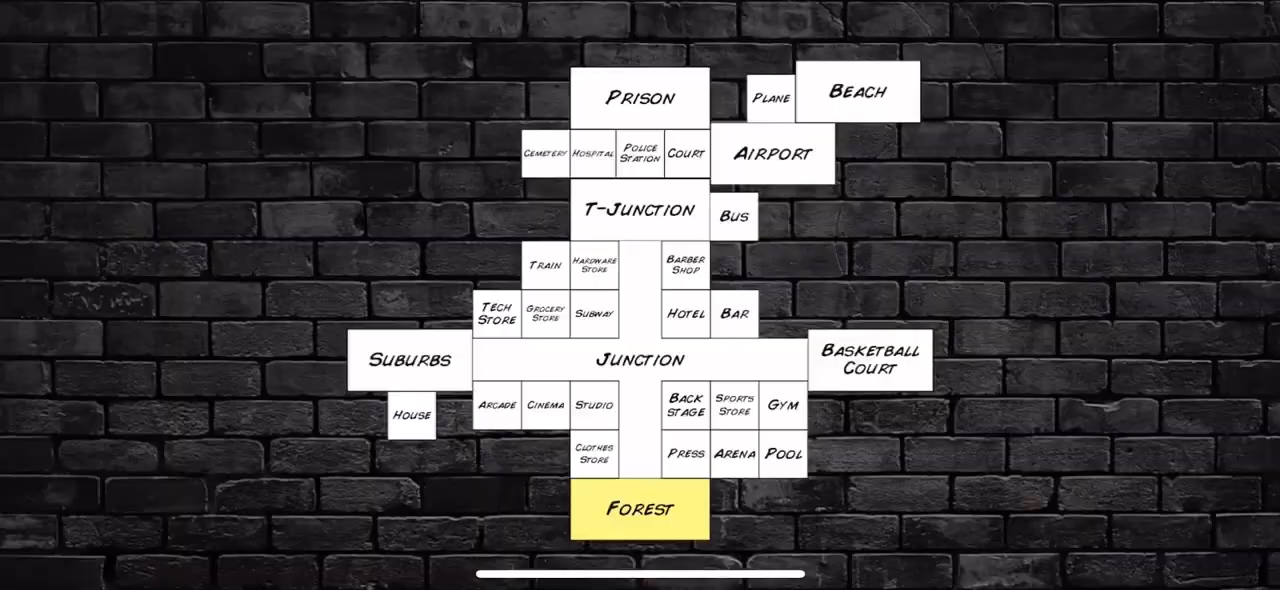 PRISON
PLANE
BEACH
CEMETERY
HOSPITAL
POLICE
STATION
COURT
AIRPORT
T-JUNCTION
BUS
TRAIN
HARDWARE
STORE
BARBER
SHOP
TECH
STORE
GROCERY
STORE
SUBWAY
HOTEL
BAR
SUBURBS
JUNCTION
BASKETBALL
COURT
HOUSE
ARCADE
CINEMA
STUDIO
BACK
STAGE
SPORTS
STORE
GYM
CLOTHES
STORE
PRESS
ARENA
POOL
FOREST